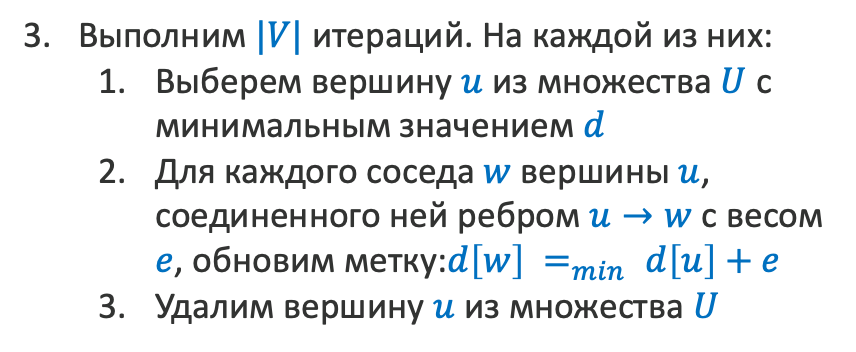 3. Выполним |V| итераций. На каждой из них:
1. Выберем вершину u из множества U с
минимальным значением d
2. Для каждого соседа w вершины u,
соединенного ней ребром u → w с весом
e, обновим метку:d[w] =min d[u] + e
3. Удалим вершину u из множества U